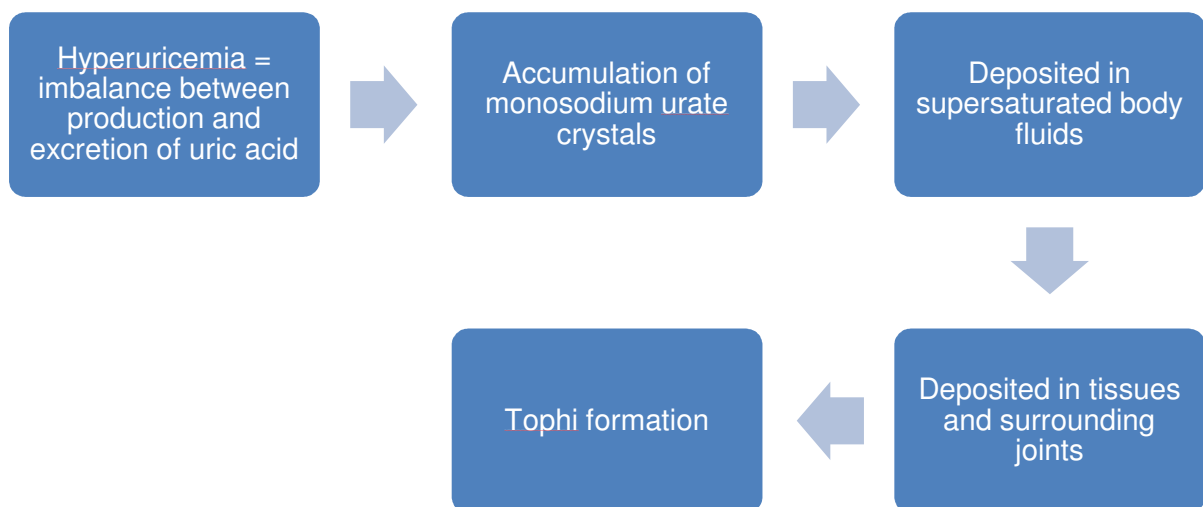 Hyperuricemia =
imbalance between
production and
excretion of uric acid
Accumulation of
monosodium urate
crystals
Deposited in
supersaturated body
fluids
Deposited in tissues
and surrounding
joints
Tophi formation